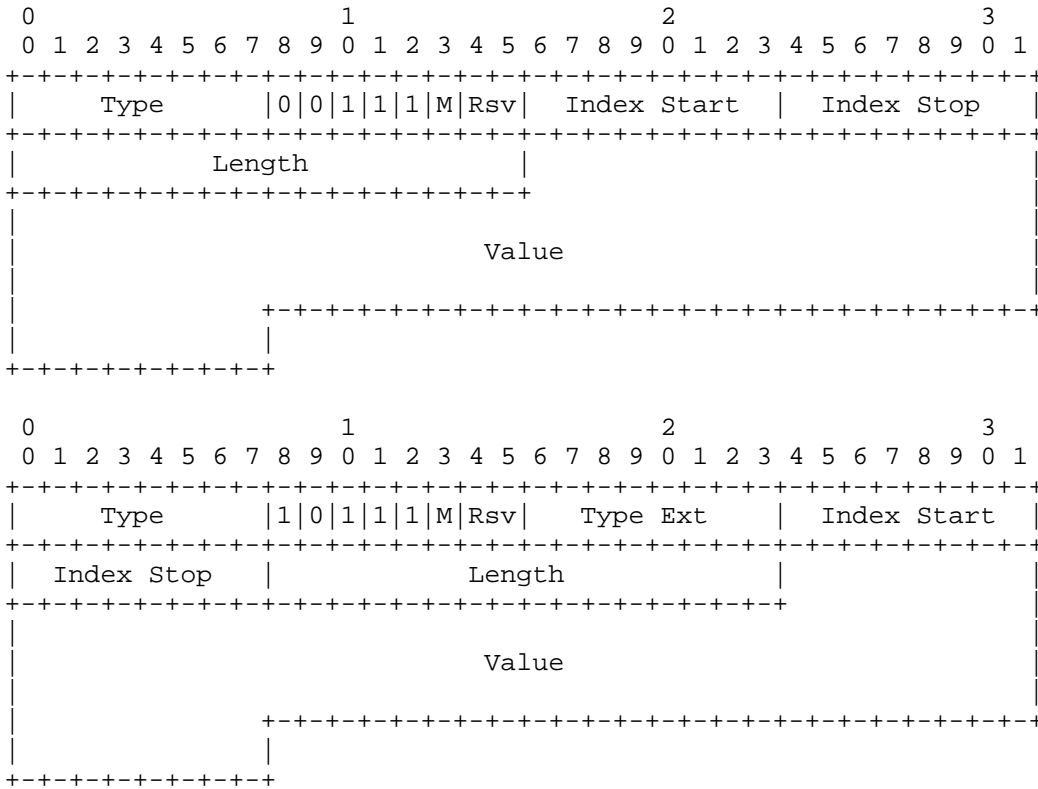 0                   1                   2                   3
 0 1 2 3 4 5 6 7 8 9 0 1 2 3 4 5 6 7 8 9 0 1 2 3 4 5 6 7 8 9 0 1
+-+-+-+-+-+-+-+-+-+-+-+-+-+-+-+-+-+-+-+-+-+-+-+-+-+-+-+-+-+-+-+-+
|     Type      |0|0|1|1|1|M|Rsv|  Index Start  |  Index Stop   |
+-+-+-+-+-+-+-+-+-+-+-+-+-+-+-+-+-+-+-+-+-+-+-+-+-+-+-+-+-+-+-+-+
|            Length             |                               |
+-+-+-+-+-+-+-+-+-+-+-+-+-+-+-+-+                               |
|                                                               |
|                             Value                             |
|                                                               |
|               +-+-+-+-+-+-+-+-+-+-+-+-+-+-+-+-+-+-+-+-+-+-+-+-+
|               |
+-+-+-+-+-+-+-+-+
 0                   1                   2                   3
 0 1 2 3 4 5 6 7 8 9 0 1 2 3 4 5 6 7 8 9 0 1 2 3 4 5 6 7 8 9 0 1
+-+-+-+-+-+-+-+-+-+-+-+-+-+-+-+-+-+-+-+-+-+-+-+-+-+-+-+-+-+-+-+-+
|     Type      |1|0|1|1|1|M|Rsv|   Type Ext    |  Index Start  |
+-+-+-+-+-+-+-+-+-+-+-+-+-+-+-+-+-+-+-+-+-+-+-+-+-+-+-+-+-+-+-+-+
|  Index Stop   |            Length             |               |
+-+-+-+-+-+-+-+-+-+-+-+-+-+-+-+-+-+-+-+-+-+-+-+-+               |
|                                                               |
|                             Value                             |
|                                                               |
|               +-+-+-+-+-+-+-+-+-+-+-+-+-+-+-+-+-+-+-+-+-+-+-+-+
|               |
+-+-+-+-+-+-+-+-+